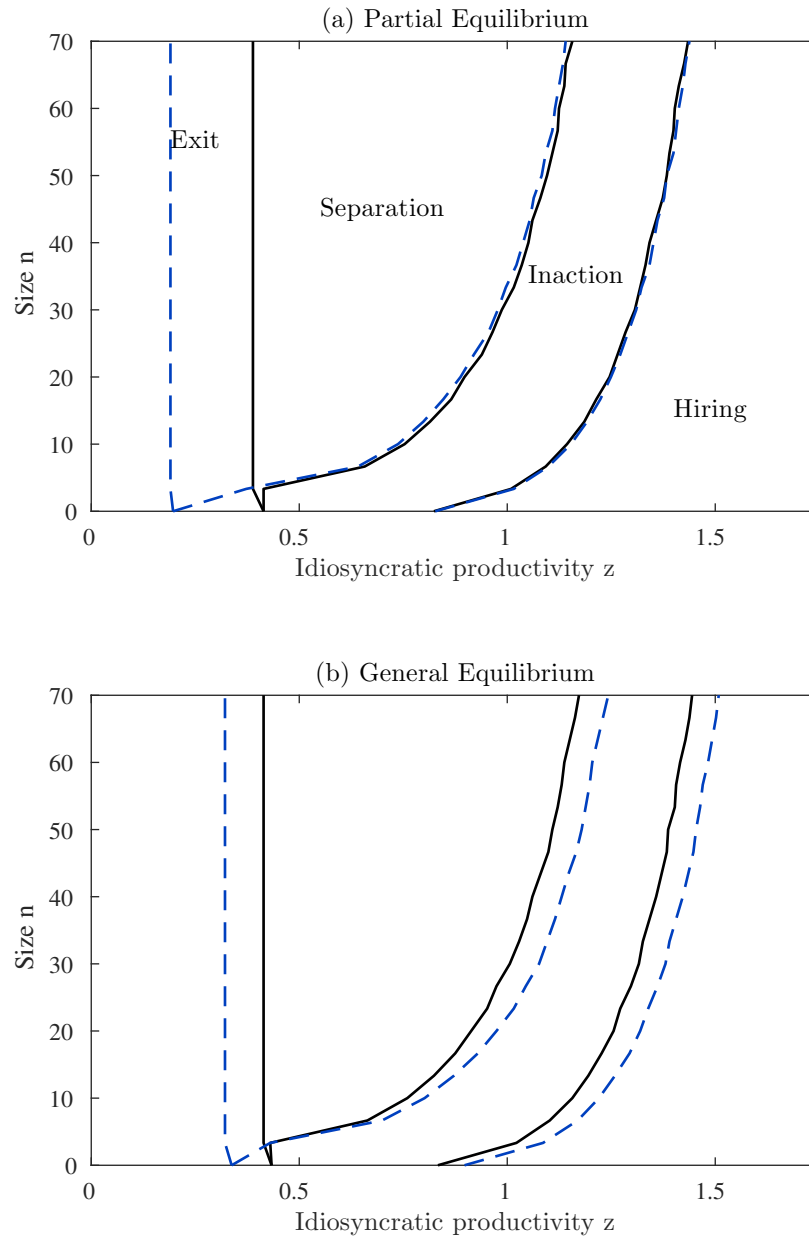 (a) Partial Equilibrium
70
60
Exit
50
Separation
40
Size n
Inaction
30
20
Hiring
10
0
0 0.5 1 1.5
Idiosyncratic productivity z
(b) General Equilibrium
70
60
50
40
Size n
30
20
10
0
0 0.5 1 1.5
Idiosyncratic productivity z